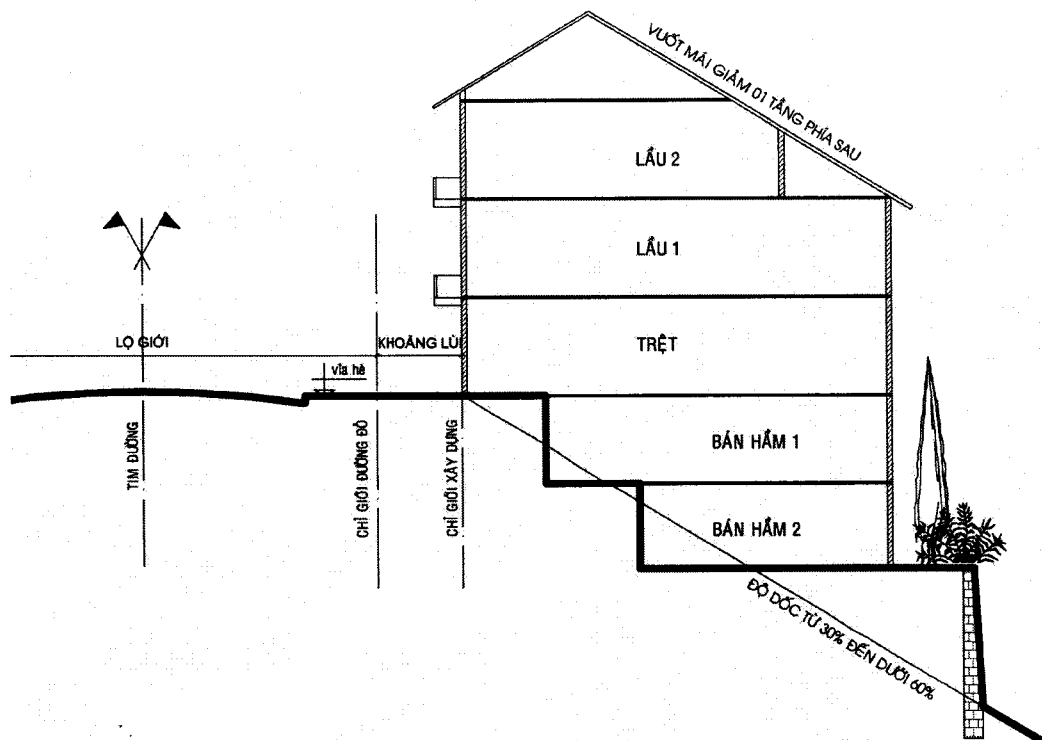 VUỐT MÁI GIẢM 01 TẦNG PHÍA SAU
LẦU 2
LẦU 1
LỘ GIỚI
KHOẢNG LÙI
TRỆT
vỉa hè
TIM ĐƯỜNG
CHỈ GIỚI ĐƯỜNG ĐỎ
CHỈ GIỚI XÂY DỰNG
BÁN HẦM 1
BÁN HẦM 2
ĐỘ DỐC TỪ 30% ĐẾN DƯỚI 60%